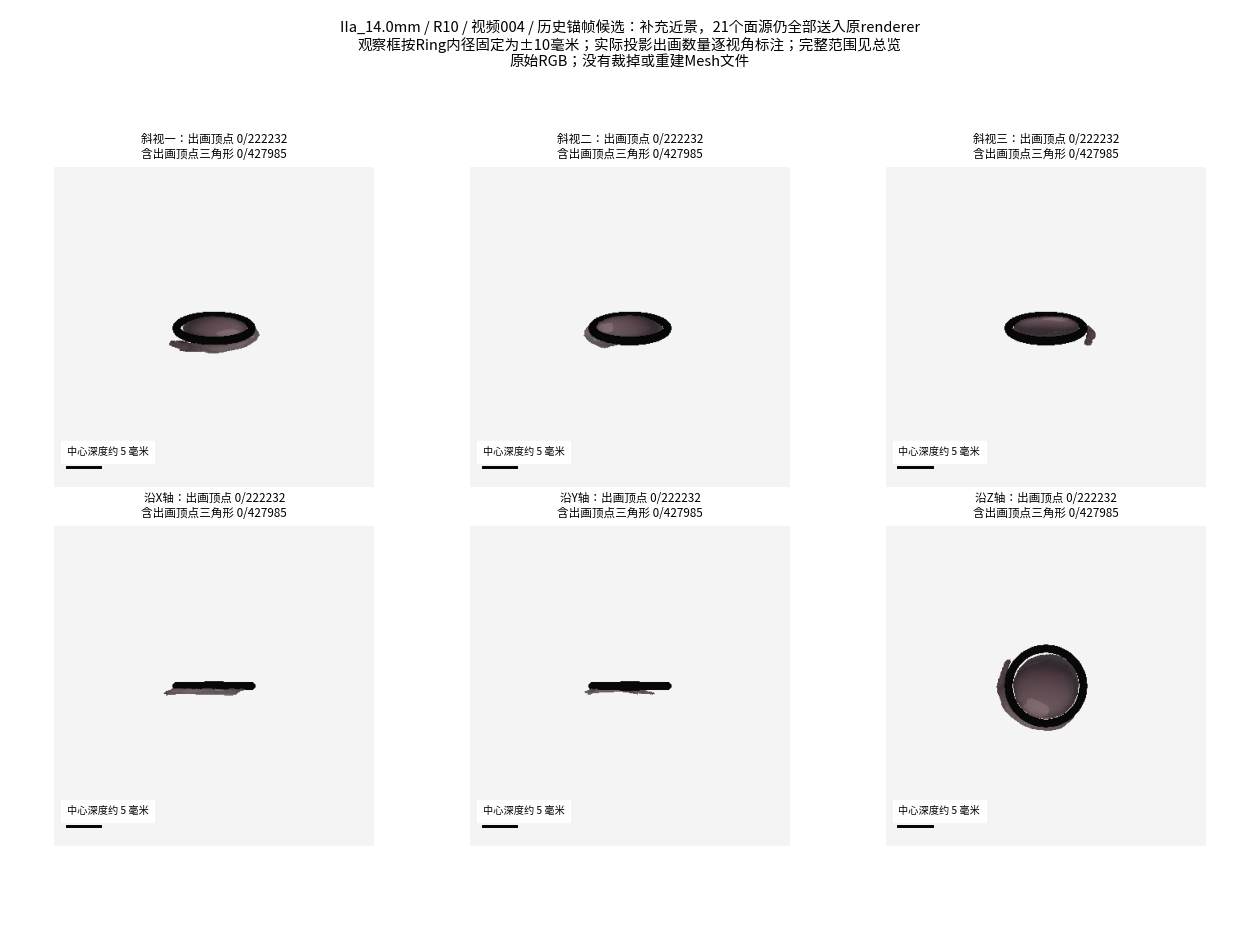 IIa_14.0mm / R10 / 视频004 / 历史锚帧候选：补充近景，21个面源仍全部送入原renderer
观察框按Ring内径固定为±10毫米；实际投影出画数量逐视角标注；完整范围见总览
原始RGB；没有裁掉或重建Mesh文件
斜视一：出画顶点 0/222232
含出画顶点三角形 0/427985
斜视二：出画顶点 0/222232
含出画顶点三角形 0/427985
斜视三：出画顶点 0/222232
含出画顶点三角形 0/427985
中心深度约 5 毫米
中心深度约 5 毫米
中心深度约 5 毫米
沿X轴：出画顶点 0/222232
含出画顶点三角形 0/427985
沿Y轴：出画顶点 0/222232
含出画顶点三角形 0/427985
沿Z轴：出画顶点 0/222232
含出画顶点三角形 0/427985
中心深度约 5 毫米
中心深度约 5 毫米
中心深度约 5 毫米